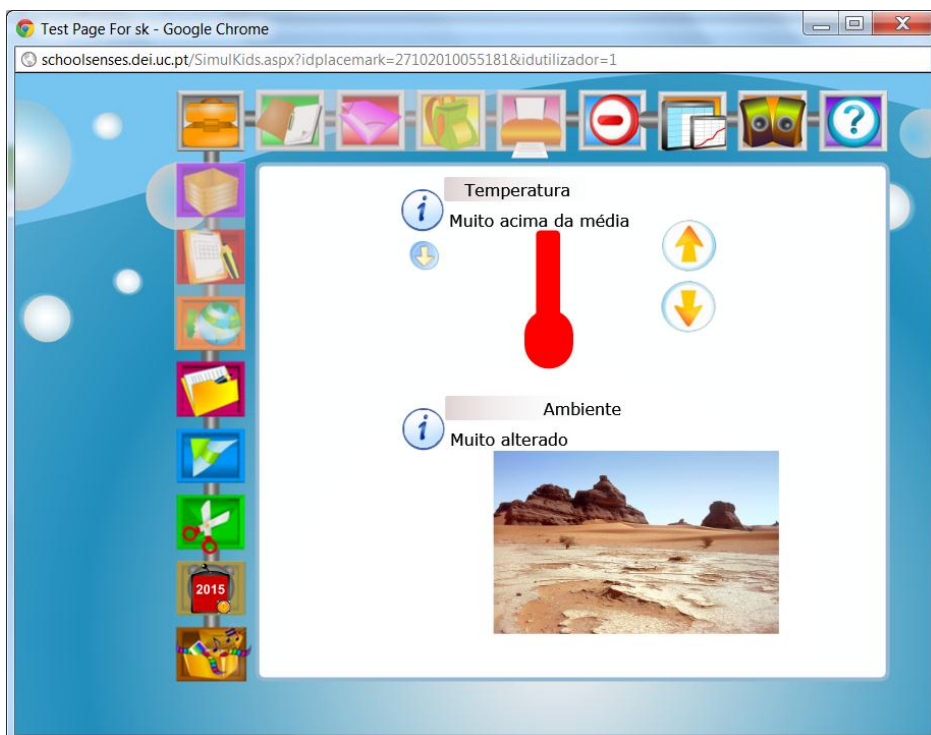 Test Page For sk - Google Chrome
schoolsenses.dei.uc.pt/SimulKids.aspx?idplacemark=27102010055181&idutilizador=1
Temperatura
i
Muito acima da média
Ambiente
i
Muito alterado
2015
?